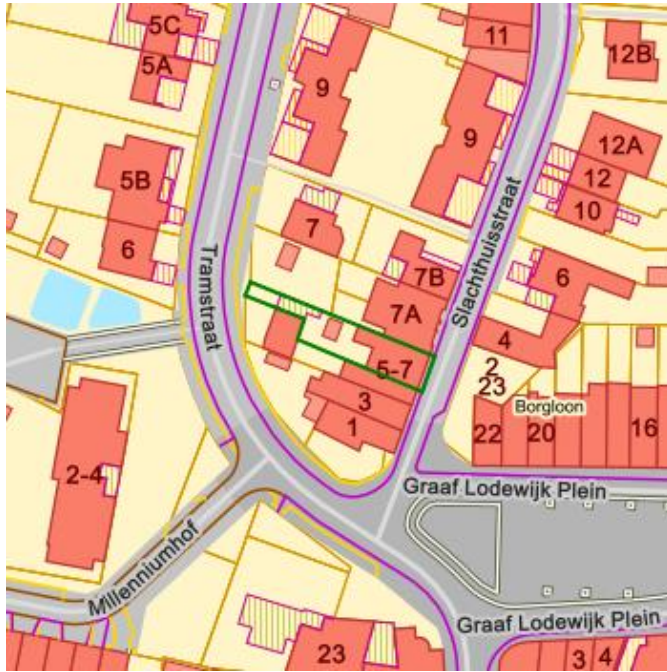 5C
11
5A
12B
9
9
12A
5B
12
10
7
6
Tramstraat
Slachthuisstraat
7B
6
7A
4
5-7
2
23
3
Borgloon
1
22
20
16
2-4
Graaf Lodewijk Plein
Millenniumhof
Graaf Lodewijk Plein
23
3
4